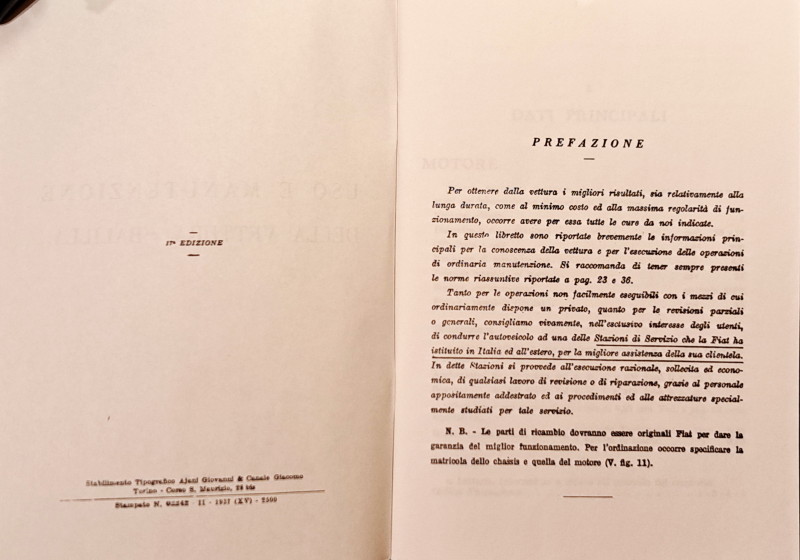 17ª EDIZIONE
Stabilimento Tipografico Ajani Giovanni & Canale Giacomo
Torino - Corso S. Maurizio, 28 bis
Stampato N. - II - 1937 (XV) - 2500
PREFAZIONE
Per ottenere dalla vettura i migliori risultati, sia relativamente alla
lunga durata, come al minimo costo ed alla massima regolarità di fun-
zionamento, occorre avere per essa tutte le cure da noi indicate.
In questo libretto sono riportate brevemente le informazioni prin-
cipali per la conoscenza della vettura e per l'esecuzione delle operazioni
di ordinaria manutenzione. Si raccomanda di tener sempre presenti
le norme riassuntive riportate a pag. 23 e 36.
Tanto per le operazioni non facilmente eseguibili con i mezzi di cui
ordinariamente dispone un privato, quanto per le revisioni parziali
o generali, consigliamo vivamente, nell'esclusivo interesse degli utenti,
di condurre l'autoveicolo ad una delle Stazioni di Servizio che la Fiat ha
istituito in Italia ed all'estero, per la migliore assistenza della sua clientela.
In dette Stazioni si provvede all'esecuzione razionale, sollecita ed econo-
mica, di qualsiasi lavoro di revisione o di riparazione, grazie al personale
appositamente addestrato ed ai procedimenti ed alle attrezzature special-
mente studiati per tale servizio.
N. B. - Le parti di ricambio dovranno essere originali Fiat per dare la
garanzia del miglior funzionamento. Per l'ordinazione occorre specificare la
matricola dello chassis e quella del motore (V. fig. 11).